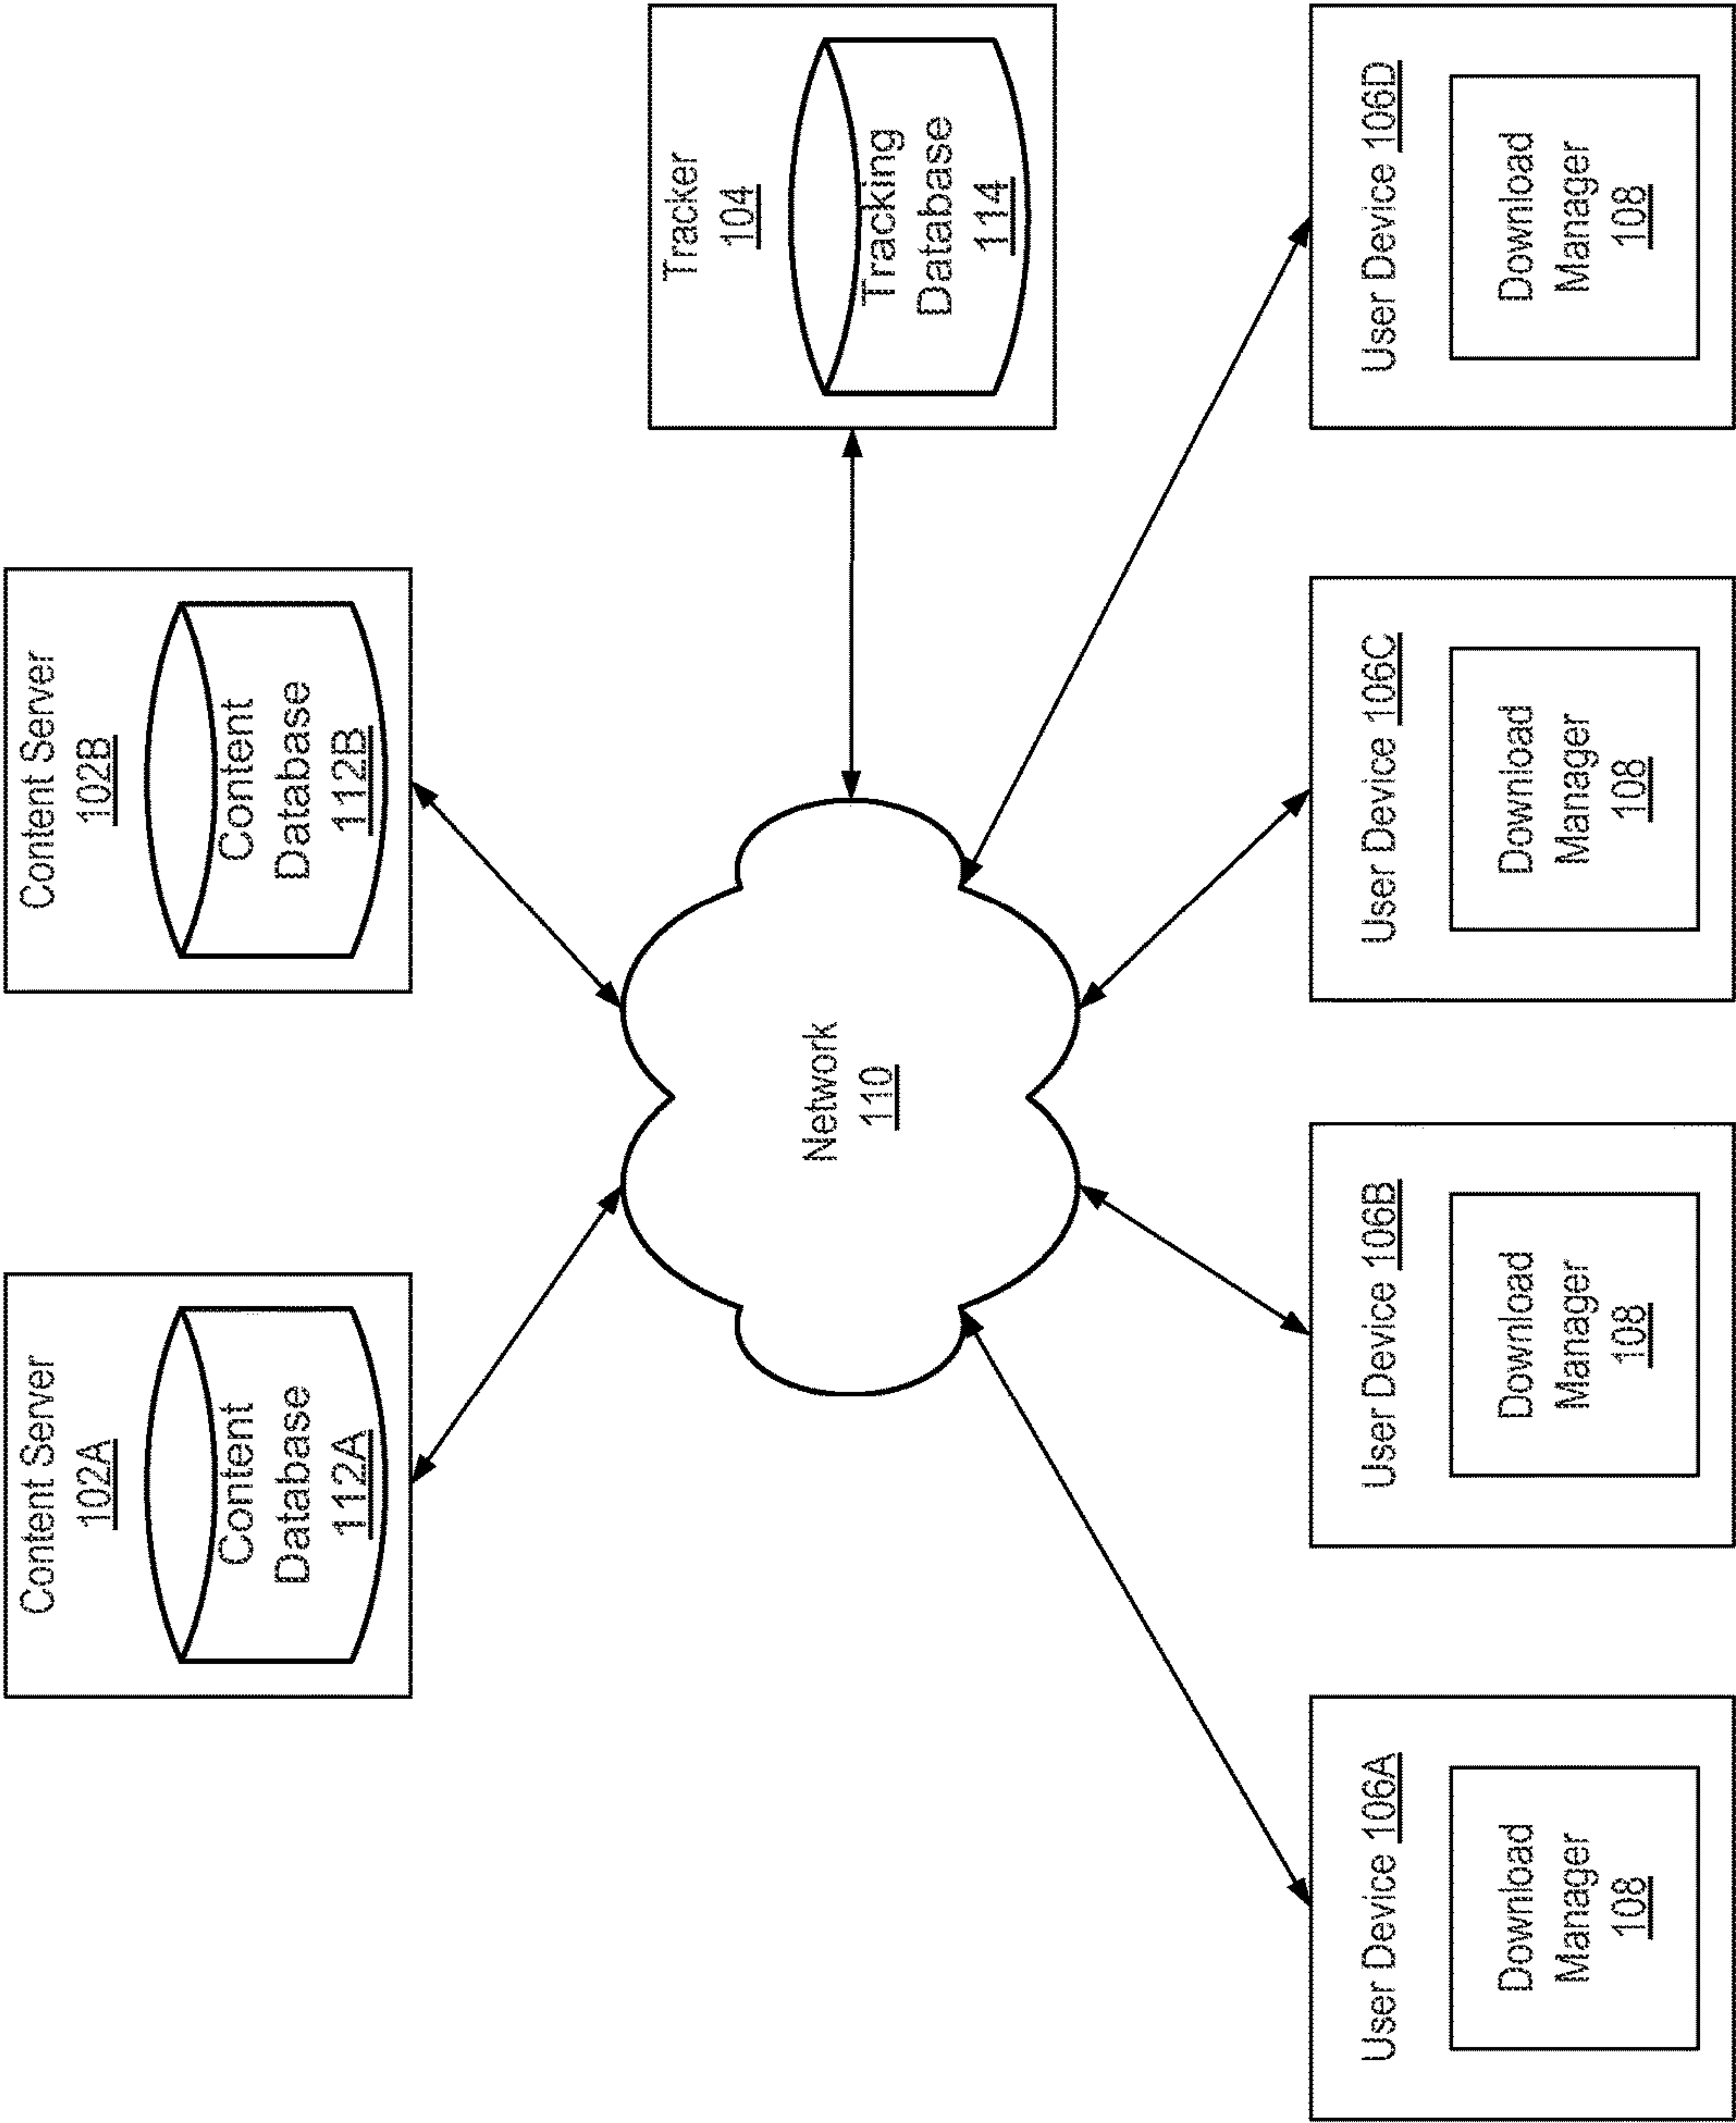 Content Server
102A
Content
Database
112A
Content Server
102B
Content
Database
112B
Network
110
Tracker
104
Tracking
Database
114
User Device 106A
Download
Manager
108
User Device 106B
Download
Manager
108
User Device 106C
Download
Manager
108
User Device 106D
Download
Manager
108